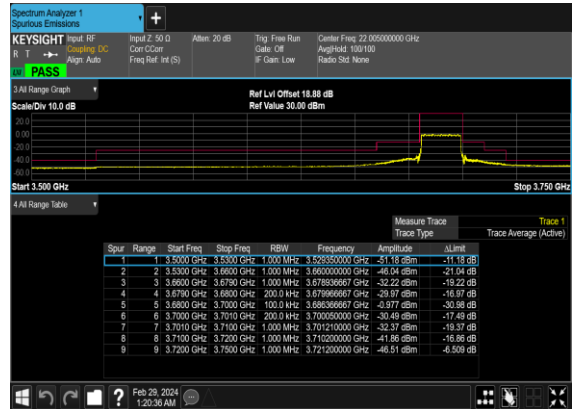 Spectrum Analyzer 1
Spurious Emissions
+
KEYSIGHT Input: RF Input Z: 50 Ω Atten: 20 dB Trig: Free Run Center Freq: 22.005000000 GHz
R T Coupling: DC Corr CCorr Gate: Off Avg|Hold: 100/100
Align: Auto Freq Ref: Int (S) IF Gain: Low Radio Std: None
PASS
3 All Range Graph
Ref Lvl Offset 18.88 dB
Scale/Div 10.0 dB Ref Value 30.00 dBm
20.0
0.00
-20.0
-40.0
-60.0
Start 3.500 GHz Stop 3.750 GHz
4 All Range Table
Measure Trace Trace 1
Trace Type Trace Average (Active)
Spur Range Start Freq Stop Freq RBW Frequency Amplitude ΔLimit
1 1 3.5000 GHz 3.5300 GHz 1.000 MHz 3.529350000 GHz -51.18 dBm -11.18 dB
2 2 3.5300 GHz 3.6600 GHz 1.000 MHz 3.660000000 GHz -46.04 dBm -21.04 dB
3 3 3.6600 GHz 3.6790 GHz 1.000 MHz 3.678936667 GHz -32.22 dBm -19.22 dB
4 4 3.6790 GHz 3.6800 GHz 200.0 kHz 3.679966667 GHz -29.97 dBm -16.97 dB
5 5 3.6800 GHz 3.7000 GHz 100.0 kHz 3.686366667 GHz -0.977 dBm -30.98 dB
6 6 3.7000 GHz 3.7010 GHz 200.0 kHz 3.700050000 GHz -30.49 dBm -17.49 dB
7 7 3.7010 GHz 3.7100 GHz 1.000 MHz 3.701210000 GHz -32.37 dBm -19.37 dB
8 8 3.7100 GHz 3.7200 GHz 1.000 MHz 3.710200000 GHz -41.86 dBm -16.86 dB
9 9 3.7200 GHz 3.7500 GHz 1.000 MHz 3.721200000 GHz -46.51 dBm -6.509 dB
? Feb 29, 2024
1:20:36 AM